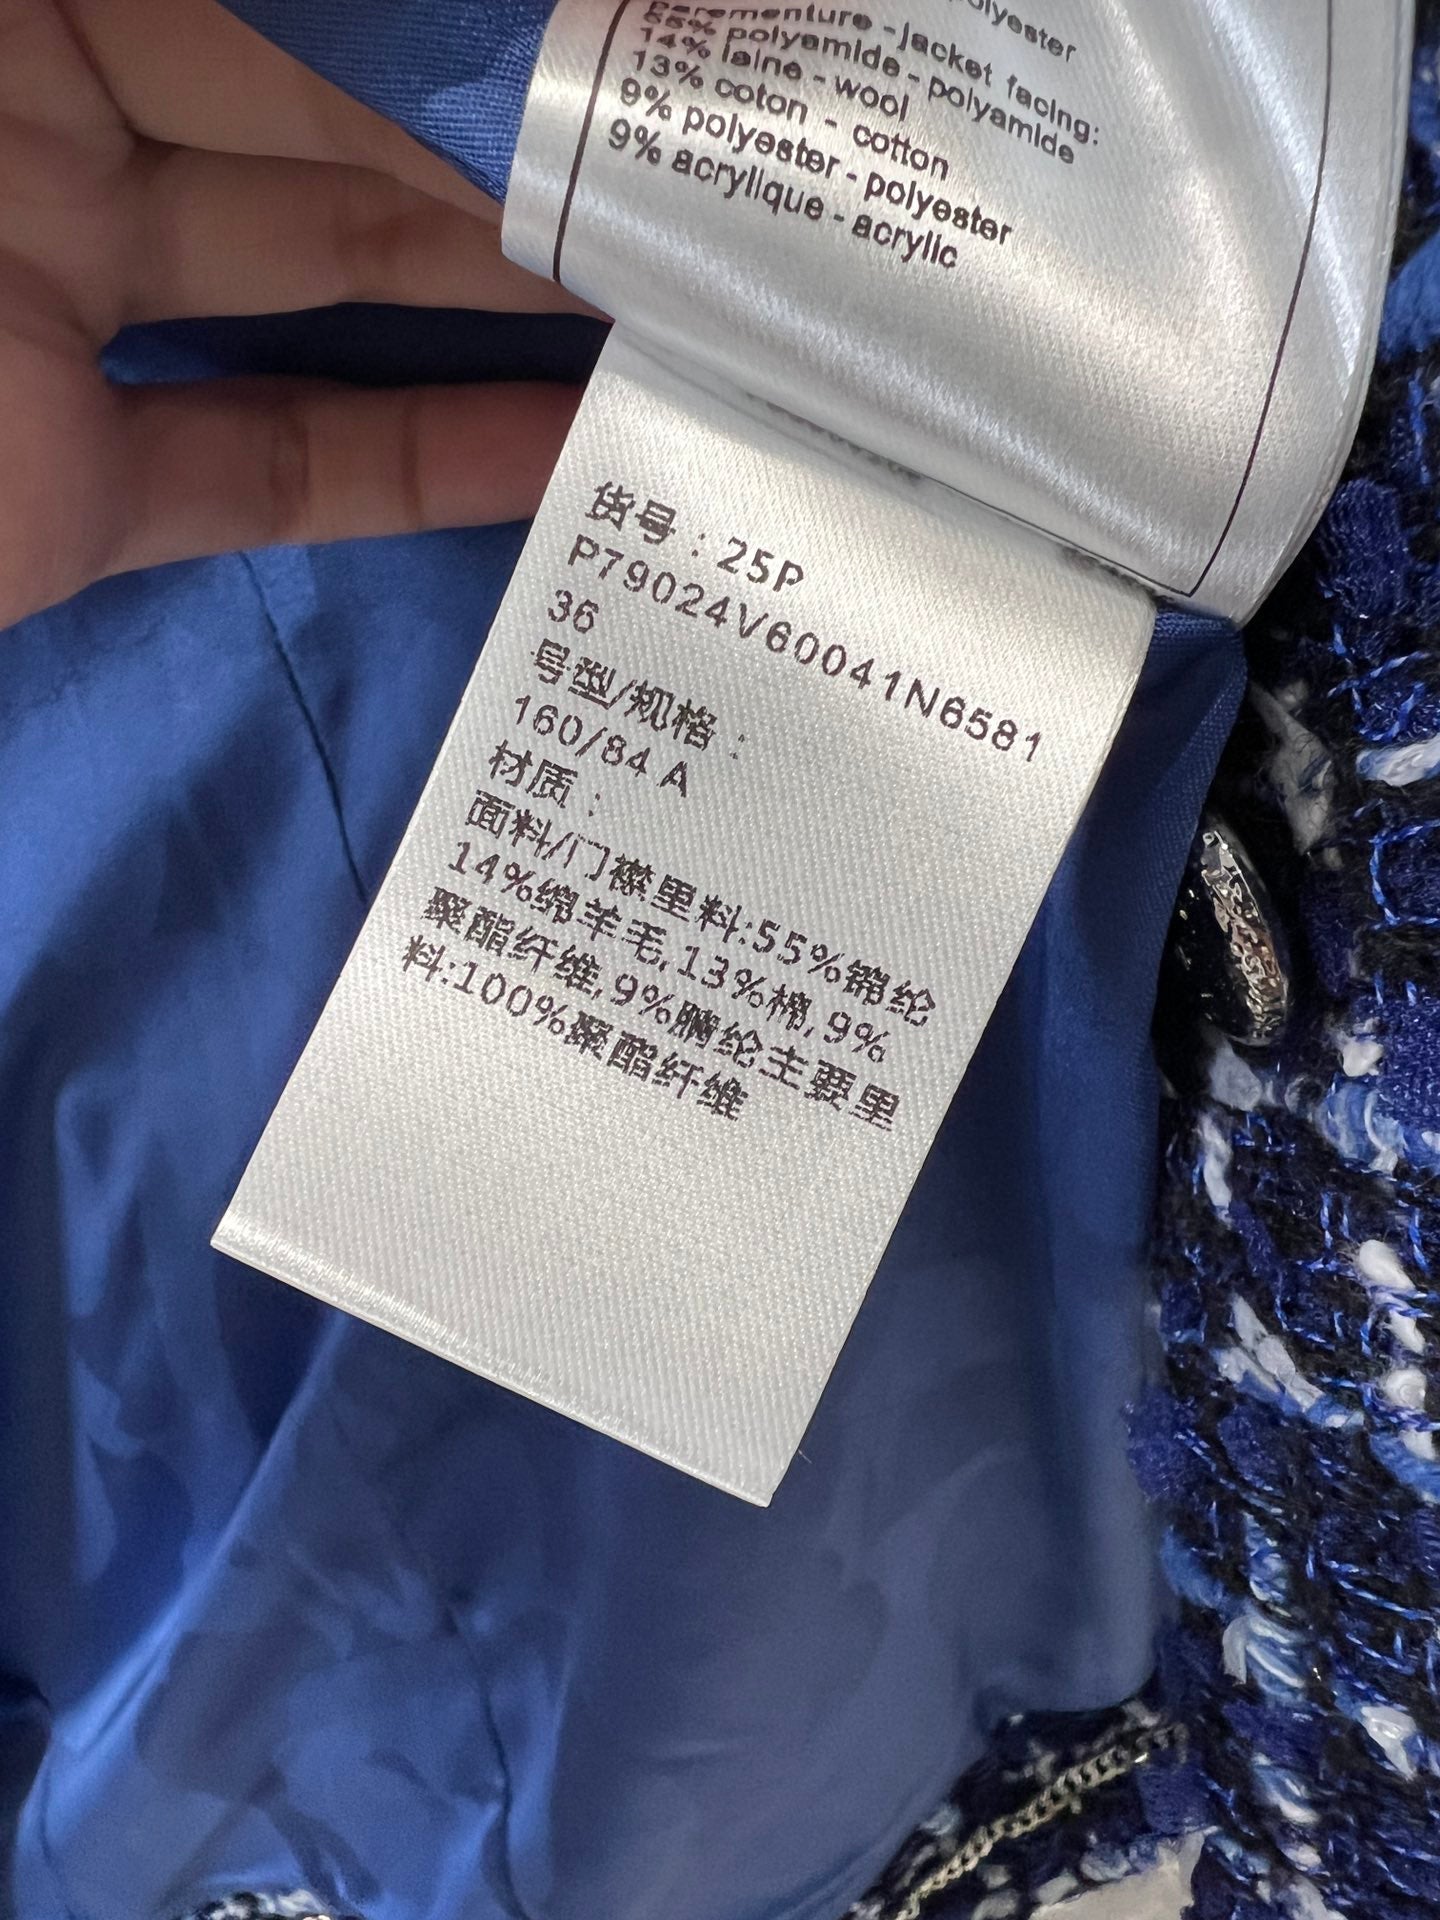 polyester
parementure - jacket facing:
55% polyamide - polyamide
14% laine - wool
13% coton - cotton
9% polyester - polyester
9% acrylique - acrylic
货号：25P
P79024V60041N6581
36
号型/规格：
160/84 A
材质：
面料/门襟里料:55%锦纶
14%绵羊毛,13%棉,9%
聚酯纤维,9%腈纶主要里
料:100%聚酯纤维